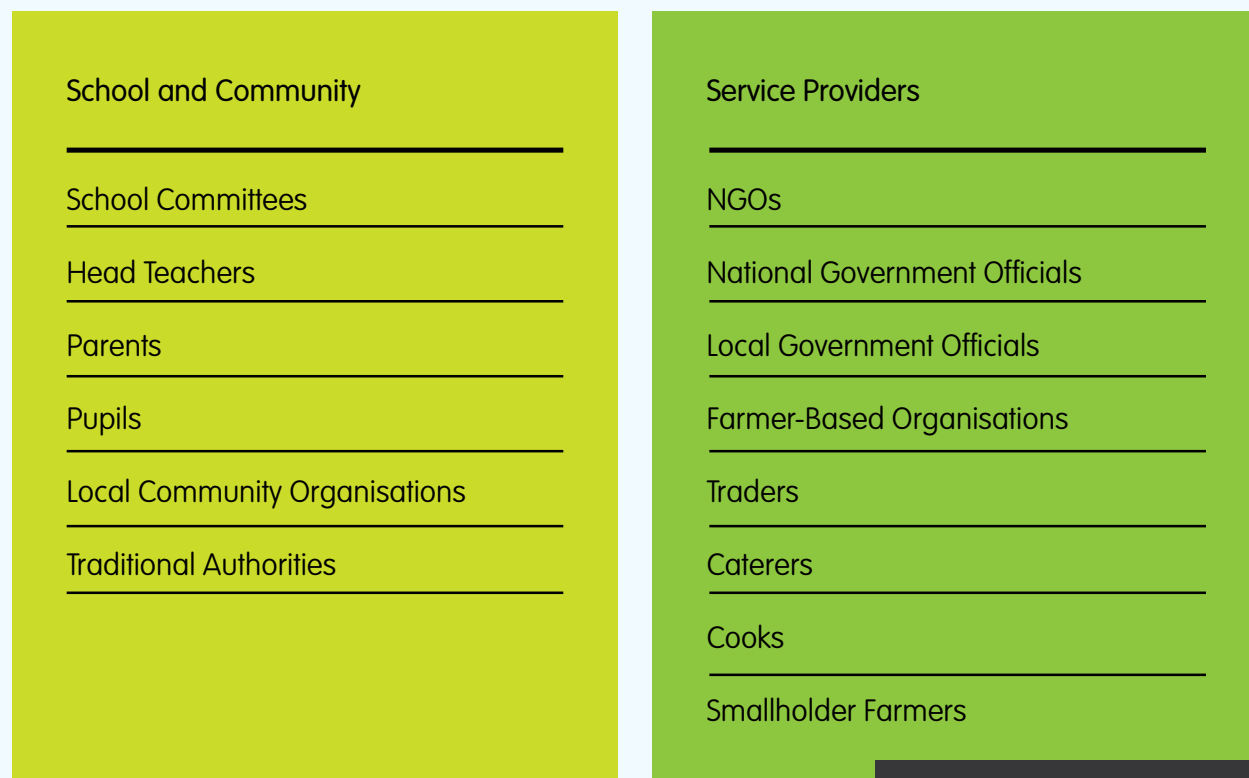 School and Community
School Committees
Head Teachers
Parents
Pupils
Local Community Organisations
Traditional Authorities
Service Providers
NGOs
National Government Officials
Local Government Officials
Farmer-Based Organisations
Traders
Caterers
Cooks
Smallholder Farmers